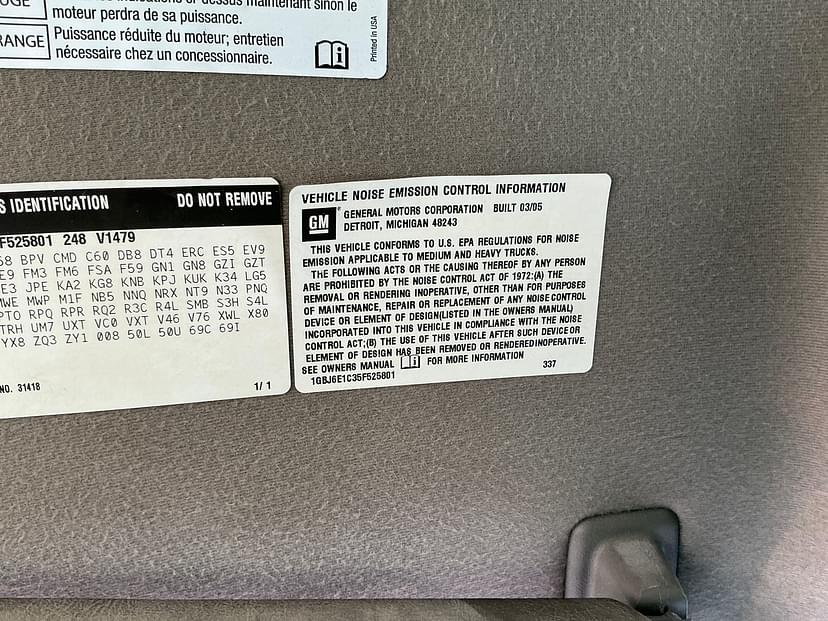 moteur perdra de sa puissance.
RANGE
Puissance réduite du moteur; entretien
nécessaire chez un concessionnaire.
Printed in USA
S IDENTIFICATION DO NOT REMOVE
F525801 248 V1479
68 BPV CMD C60 DB8 DT4 ERC ES5 EV9
E9 FM3 FM6 FSA F59 GN1 GN8 GZI GZT
E3 JPE KA2 KG8 KNB KPJ KUK K34 LG5
MWE MWP M1F NB5 NNQ NRX NT9 N33 PNQ
PTO RPQ RPR RQ2 R3C R4L SMB S3H S4L
TRH UM7 UXT VC0 VXT V46 V76 XWL X80
YX8 ZQ3 ZY1 008 50L 50U 69C 69I
NO. 31418 1/ 1
VEHICLE NOISE EMISSION CONTROL INFORMATION
GM
GENERAL MOTORS CORPORATION BUILT 03/05
DETROIT, MICHIGAN 48243
THIS VEHICLE CONFORMS TO U.S. EPA REGULATIONS FOR NOISE
EMISSION APPLICABLE TO MEDIUM AND HEAVY TRUCKS.
THE FOLLOWING ACTS OR THE CAUSING THEREOF BY ANY PERSON
ARE PROHIBITED BY THE NOISE CONTROL ACT OF 1972:(A) THE
REMOVAL OR RENDERING INOPERATIVE, OTHER THAN FOR PURPOSES
OF MAINTENANCE, REPAIR OR REPLACEMENT OF ANY NOISE CONTROL
DEVICE OR ELEMENT OF DESIGN(LISTED IN THE OWNERS MANUAL)
INCORPORATED INTO THIS VEHICLE IN COMPLIANCE WITH THE NOISE
CONTROL ACT;(B) THE USE OF THIS VEHICLE AFTER SUCH DEVICE OR
ELEMENT OF DESIGN HAS BEEN REMOVED OR RENDERED INOPERATIVE.
SEE OWNERS MANUAL FOR MORE INFORMATION
1GBJ6E1C35F525801 337